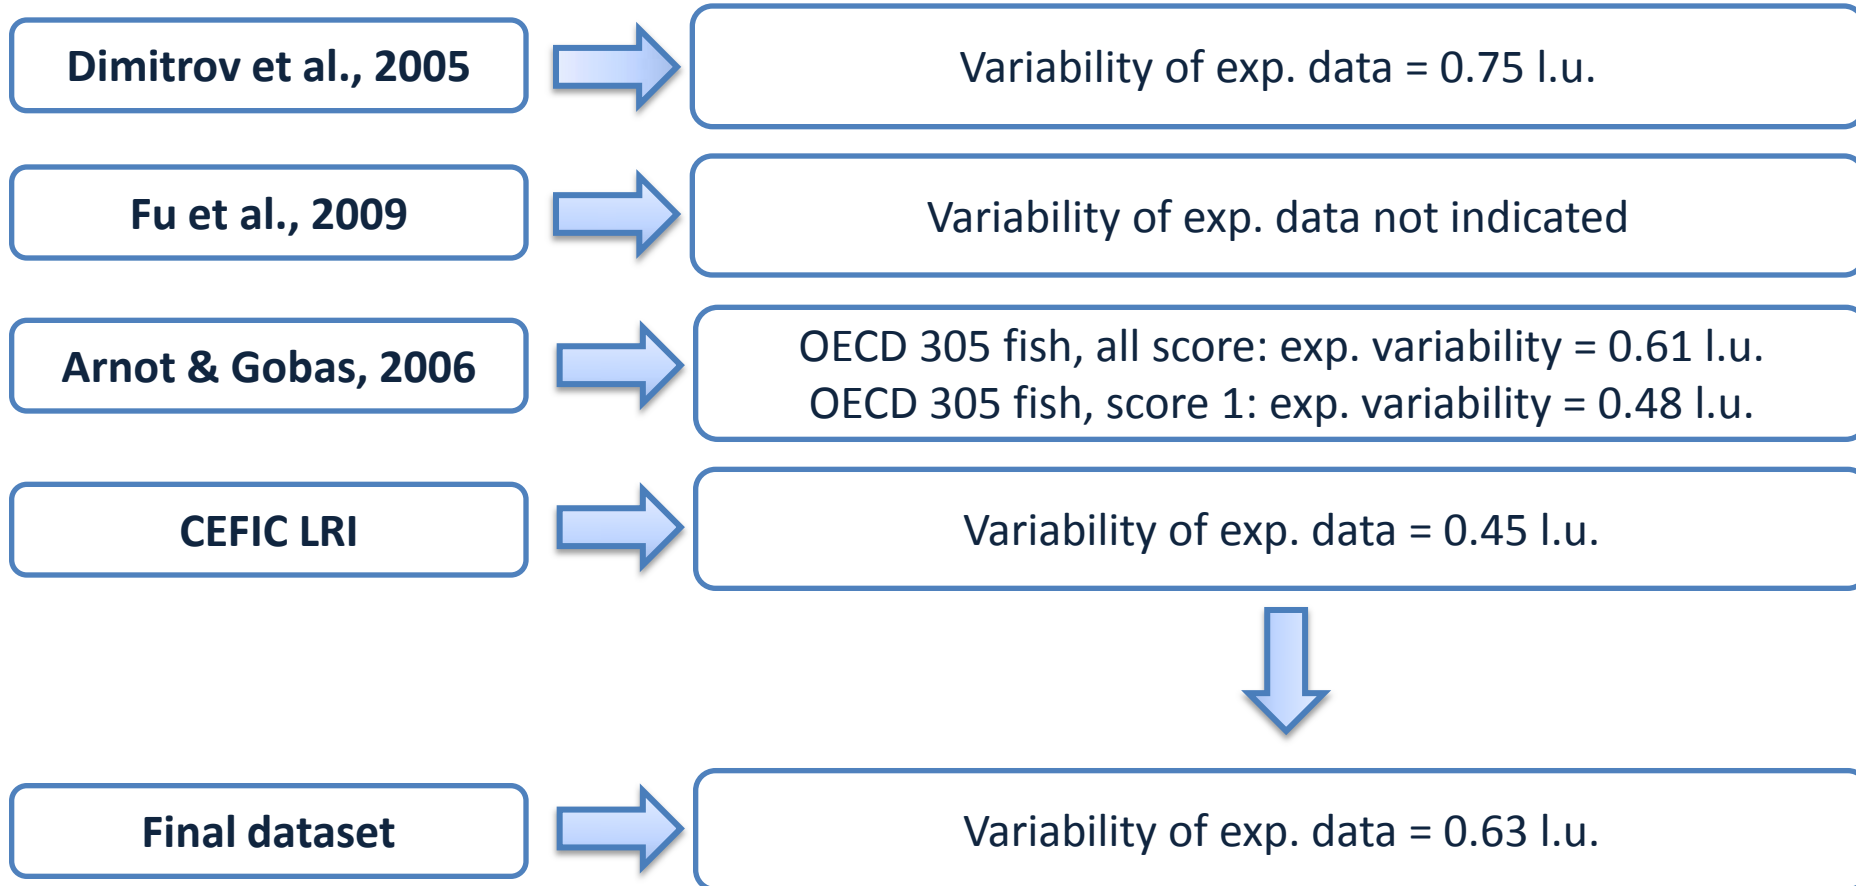 Dimitrov et al., 2005
Variability of exp. data = 0.75 l.u.
Fu et al., 2009
Variability of exp. data not indicated
Arnot & Gobas, 2006
OECD 305 fish, all score: exp. variability = 0.61 l.u.
OECD 305 fish, score 1: exp. variability = 0.48 l.u.
CEFIC LRI
Variability of exp. data = 0.45 l.u.
Final dataset
Variability of exp. data = 0.63 l.u.